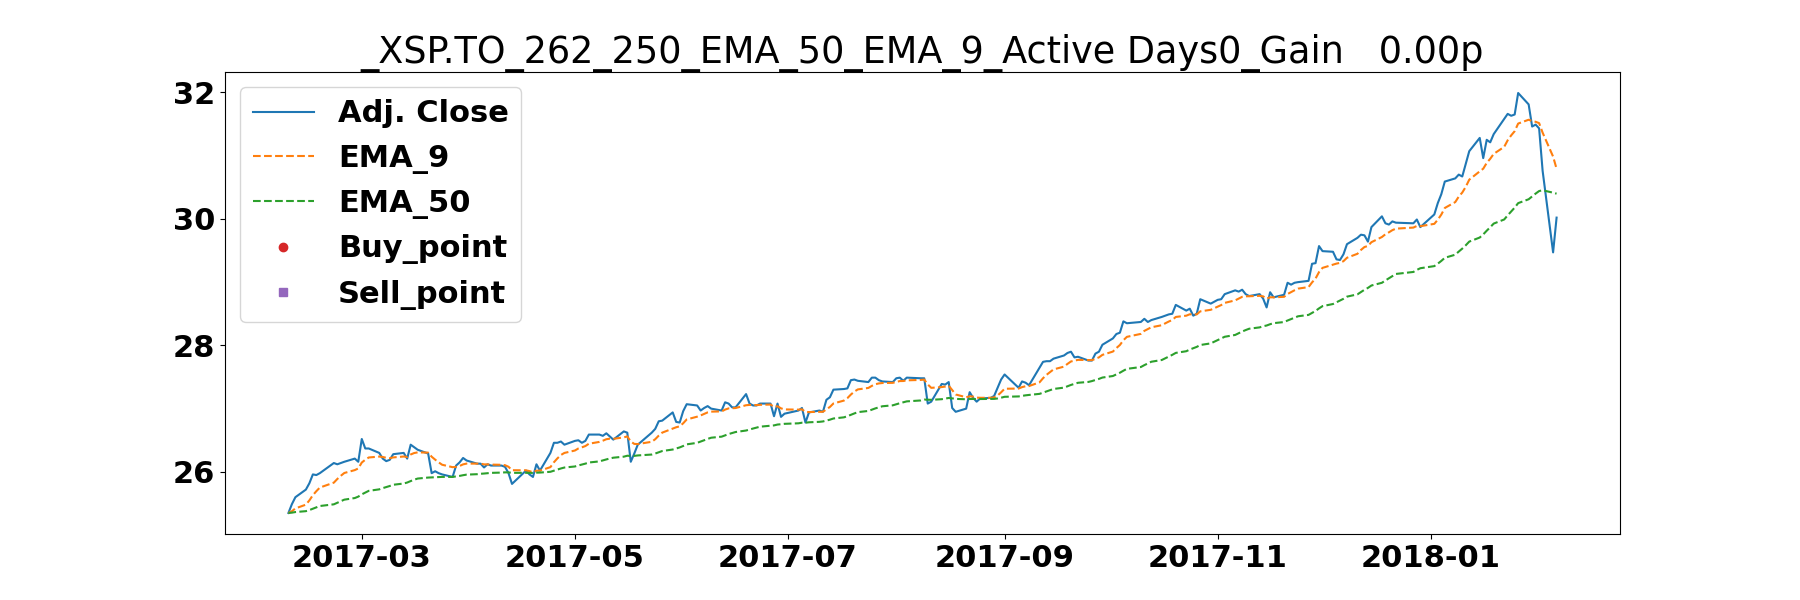 _XSP.TO_262_250_EMA_50_EMA_9_Active Days0_Gain   0.00p
32
30
28
26
Adj. Close
EMA_9
EMA_50
Buy_point
Sell_point
2017-03 2017-05 2017-07 2017-09 2017-11 2018-01